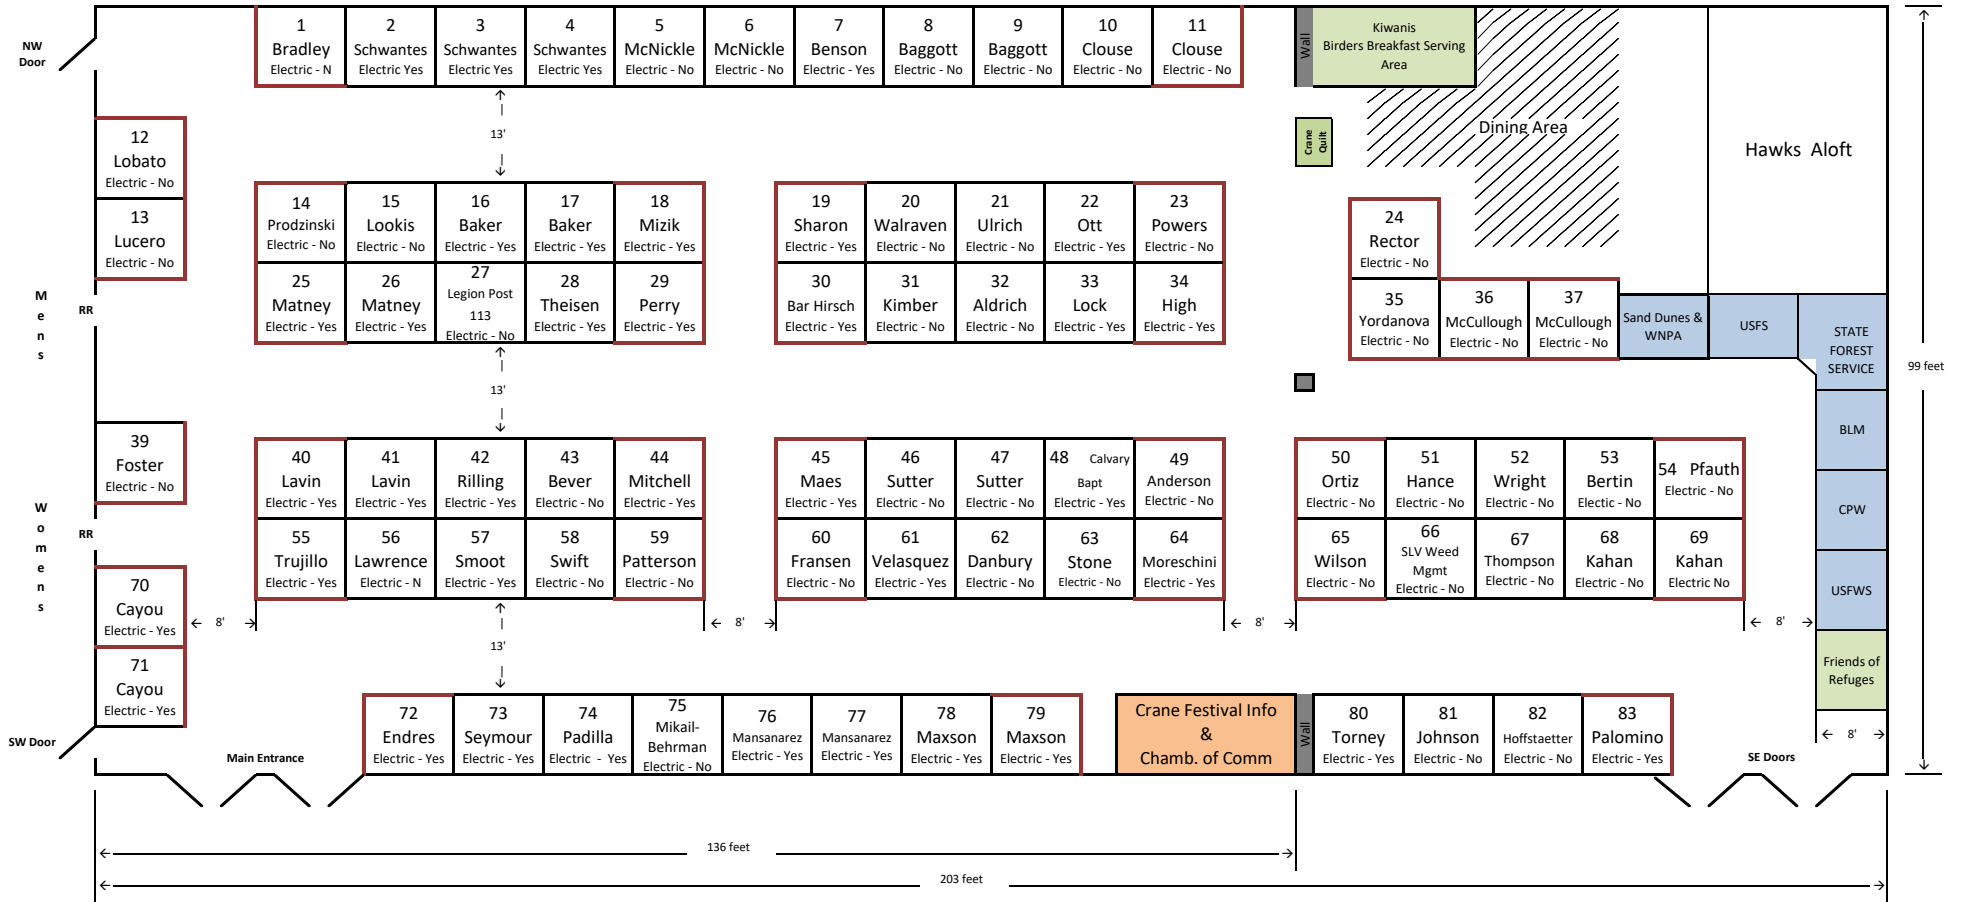 NW
Door
1
Bradley
Electric - N
2
Schwantes
Electric Yes
3
Schwantes
Electric Yes
4
Schwantes
Electric Yes
5
McNickle
Electric - No
6
McNickle
Electric - No
7
Benson
Electric - Yes
8
Baggott
Electric - No
9
Baggott
Electric - No
10
Clouse
Electric - No
11
Clouse
Electric - No
Wall
Kiwanis
Birders Breakfast Serving
Area
13'
12
Lobato
Electric - No
13
Lucero
Electric - No
Crane
Quilt
Dining Area
Hawks Aloft
14
Prodzinski
Electric - No
15
Lookis
Electric - No
16
Baker
Electric - Yes
17
Baker
Electric - Yes
18
Mizik
Electric - Yes
19
Sharon
Electric - Yes
20
Walraven
Electric - No
21
Ulrich
Electric - No
22
Ott
Electric - Yes
23
Powers
Electric - No
24
Rector
Electric - No
25
Matney
Electric - Yes
26
Matney
Electric - Yes
27
Legion Post
113
Electric - No
28
Theisen
Electric - Yes
29
Perry
Electric - Yes
30
Bar Hirsch
Electric - Yes
31
Kimber
Electric - No
32
Aldrich
Electric - No
33
Lock
Electric - Yes
34
High
Electric - Yes
35
Yordanova
Electric - No
36
McCullough
Electric - No
37
McCullough
Electric - No
Sand Dunes &
WNPA
USFS
STATE
FOREST
SERVICE
Mens
RR
13'
99 feet
39
Foster
Electric - No
BLM
40
Lavin
Electric - Yes
41
Lavin
Electric - Yes
42
Rilling
Electric - Yes
43
Bever
Electric - No
44
Mitchell
Electric - Yes
45
Maes
Electric - Yes
46
Sutter
Electric - No
47
Sutter
Electric - No
48 Calvary
Bapt
Electric - Yes
49
Anderson
Electric - No
50
Ortiz
Electric - No
51
Hance
Electric - No
52
Wright
Electric - No
53
Bertin
Electric - No
54 Pfauth
Electric - No
CPW
Womens
RR
55
Trujillo
Electric - Yes
56
Lawrence
Electric - N
57
Smoot
Electric - Yes
58
Swift
Electric - No
59
Patterson
Electric - No
60
Fransen
Electric - No
61
Velasquez
Electric - Yes
62
Danbury
Electric - No
63
Stone
Electric - No
64
Moreschini
Electric - Yes
65
Wilson
Electric - No
66
SLV Weed
Mgmt
Electric - No
67
Thompson
Electric - No
68
Kahan
Electric - No
69
Kahan
Electric No
USFWS
70
Cayou
Electric - Yes
8'
8'
8'
8'
13'
71
Cayou
Electric - Yes
Friends of
Refuges
SW Door
Main Entrance
72
Endres
Electric - Yes
73
Seymour
Electric - Yes
74
Padilla
Electric - Yes
75
Mikail-
Behrman
Electric - No
76
Mansanarez
Electric - Yes
77
Mansanarez
Electric - Yes
78
Maxson
Electric - Yes
79
Maxson
Electric - Yes
Crane Festival Info
&
Chamb. of Comm
Wall
80
Torney
Electric - Yes
81
Johnson
Electric - No
82
Hoffstaetter
Electric - No
83
Palomino
Electric - Yes
8'
SE Doors
136 feet
203 feet